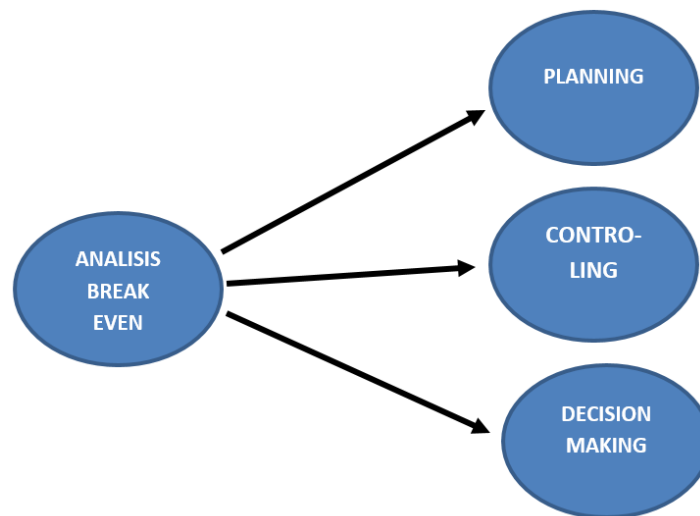 PLANNING
ANALISIS
BREAK
EVEN
CONTRO-
LING
DECISION
MAKING